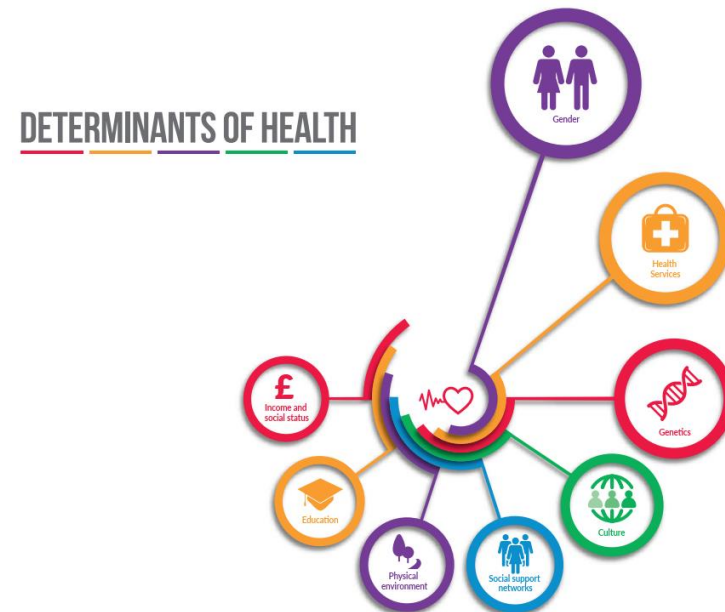 DETERMINANTS OF HEALTH
Gender
Health
Services
Genetics
Culture
Social support
networks
Physical
environment
Education
£
Income and
social status